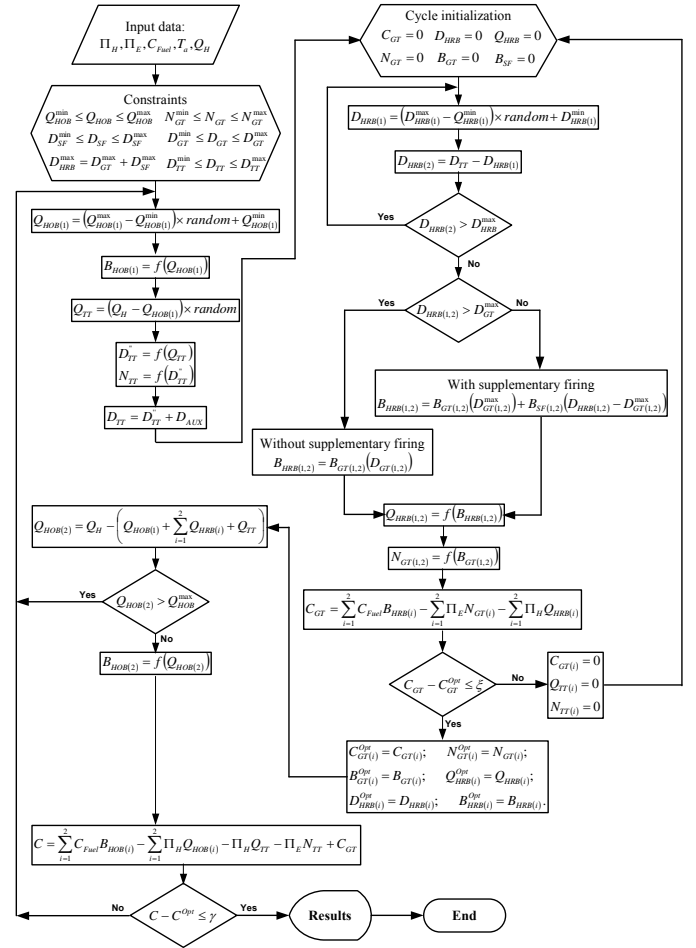 Input data:
Π_H, Π_E, C_Fuel, T_a, Q_H
Constraints
Q_HOB^min ≤ Q_HOB ≤ Q_HOB^max N_GT^min ≤ N_GT ≤ N_GT^max
D_SF^min ≤ D_SF ≤ D_SF^max D_GT^min ≤ D_GT ≤ D_GT^max
D_HRB^max = D_GT^max + D_SF^max D_TT^min ≤ D_TT ≤ D_TT^max
Q_HOB(1) = (Q_HOB(1)^max − Q_HOB(1)^min) × random + Q_HOB(1)^min
B_HOB(1) = f(Q_HOB(1))
Q_TT = (Q_H − Q_HOB(1)) × random
D_TT^" = f(Q_TT)
N_TT = f(D_TT^")
D_TT = D_TT^" + D_AUX
Cycle initialization
C_GT = 0 D_HRB = 0 Q_HRB = 0
N_GT = 0 B_GT = 0 B_SF = 0
D_HRB(1) = (D_HRB(1)^max − Q_HRB(1)^min) × random + D_HRB(1)^min
D_HRB(2) = D_TT − D_HRB(1)
Yes
D_HRB(2) > D_HRB^max
No
Yes
D_HRB(1,2) > D_GT^max
No
With supplementary firing
B_HRB(1,2) = B_GT(1,2)(D_GT(1,2)^max) + B_SF(1,2)(D_HRB(1,2) − D_GT(1,2)^max)
Without supplementary firing
B_HRB(1,2) = B_GT(1,2)(D_GT(1,2))
Q_HRB(1,2) = f(B_HRB(1,2))
N_GT(1,2) = f(B_GT(1,2))
C_GT = ∑_{i=1}^{2} C_Fuel B_HRB(i) − ∑_{i=1}^{2} Π_E N_GT(i) − ∑_{i=1}^{2} Π_H Q_HRB(i)
C_GT − C_GT^Opt ≤ ξ
No
C_GT(i) = 0
Q_TT(i) = 0
N_TT(i) = 0
Yes
C_GT(i)^Opt = C_GT(i); N_GT(i)^Opt = N_GT(i);
B_GT(i)^Opt = B_GT(i); Q_HRB(i)^Opt = Q_HRB(i);
D_HRB(i)^Opt = D_HRB(i); B_HRB(i)^Opt = B_HRB(i).
Q_HOB(2) = Q_H − (Q_HOB(1) + ∑_{i=1}^{2} Q_HRB(i) + Q_TT)
Yes
Q_HOB(2) > Q_HOB^max
No
B_HOB(2) = f(Q_HOB(2))
C = ∑_{i=1}^{2} C_Fuel B_HOB(i) − ∑_{i=1}^{2} Π_H Q_HOB(i) − Π_H Q_TT − Π_E N_TT + C_GT
No
C − C^Opt ≤ γ
Yes
Results
End